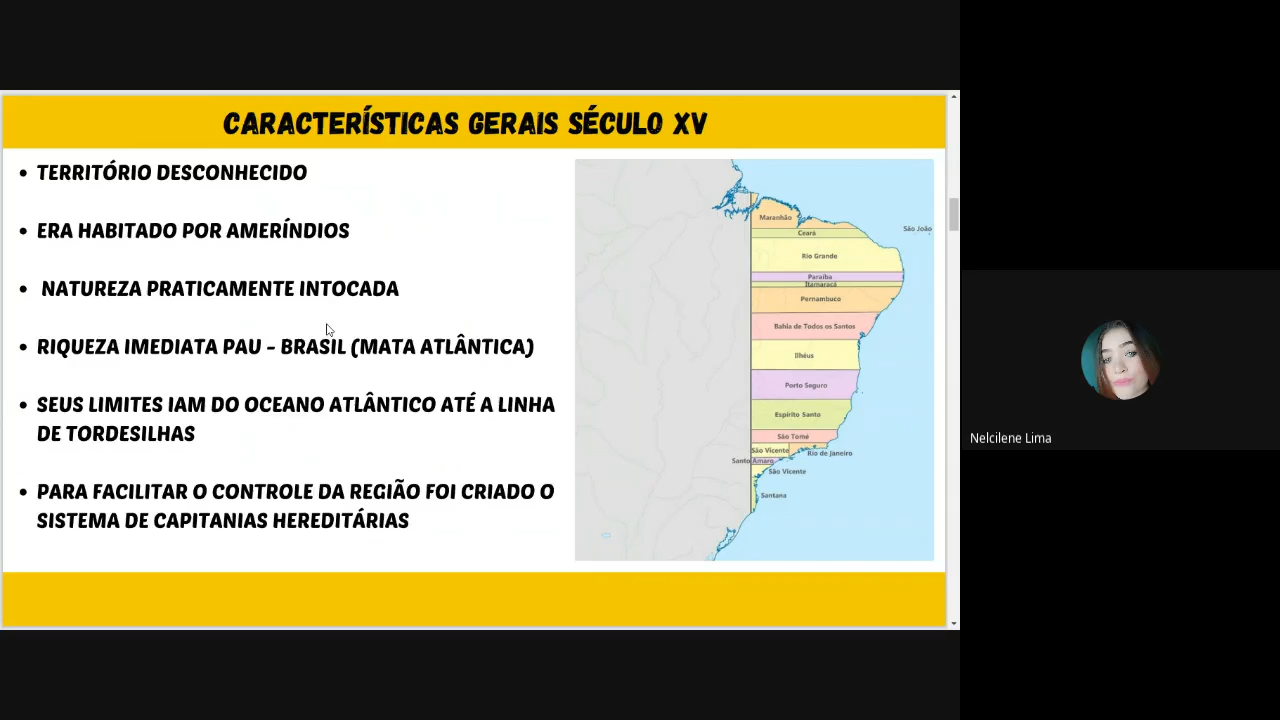 CARACTERÍSTICAS GERAIS SÉCULO XV
• TERRITÓRIO DESCONHECIDO
• ERA HABITADO POR AMERÍNDIOS
• NATUREZA PRATICAMENTE INTOCADA
• RIQUEZA IMEDIATA PAU - BRASIL (MATA ATLÂNTICA)
• SEUS LIMITES IAM DO OCEANO ATLÂNTICO ATÉ A LINHA
DE TORDESILHAS
• PARA FACILITAR O CONTROLE DA REGIÃO FOI CRIADO O
SISTEMA DE CAPITANIAS HEREDITÁRIAS
Maranhão
São João
Ceará
Rio Grande
Paraíba
Itamaracá
Pernambuco
Bahia de Todos os Santos
Ilhéus
Porto Seguro
Espírito Santo
São Tomé
São Vicente
Rio de Janeiro
Santo Amaro
São Vicente
Santana
Nelcilene Lima